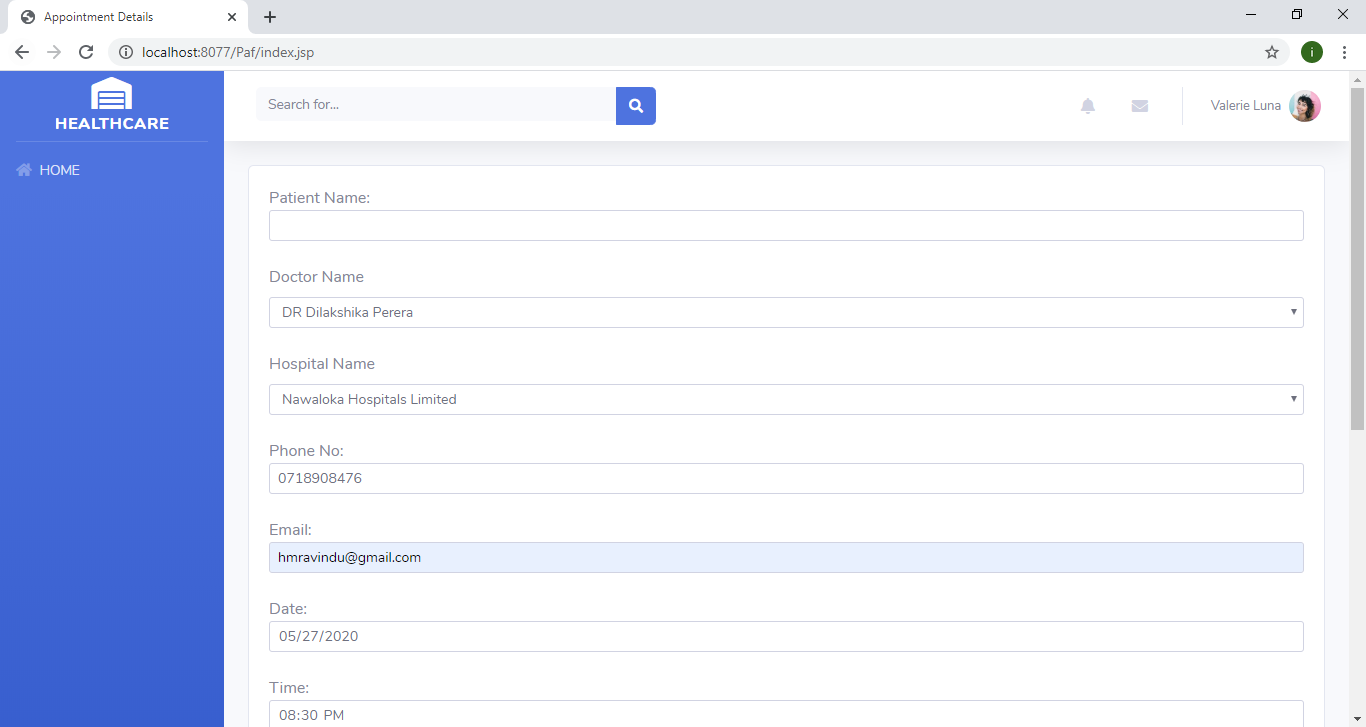 Appointment Details
localhost:8077/Paf/index.jsp
i
HEALTHCARE
HOME
Search for...
Valerie Luna
Patient Name:
Doctor Name
DR Dilakshika Perera
Hospital Name
Nawaloka Hospitals Limited
Phone No:
0718908476
Email:
hmravindu@gmail.com
Date:
05/27/2020
Time:
08:30 PM